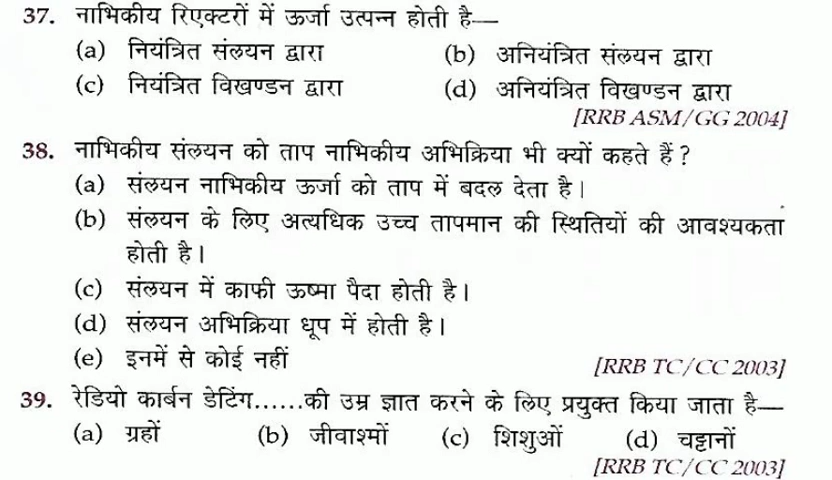 37. नाभिकीय रिएक्टरों में ऊर्जा उत्पन्न होती है—
(a) नियंत्रित संलयन द्वारा (b) अनियंत्रित संलयन द्वारा
(c) नियंत्रित विखण्डन द्वारा (d) अनियंत्रित विखण्डन द्वारा
[RRB ASM/GG 2004]
38. नाभिकीय संलयन को ताप नाभिकीय अभिक्रिया भी क्यों कहते हैं ?
(a) संलयन नाभिकीय ऊर्जा को ताप में बदल देता है।
(b) संलयन के लिए अत्यधिक उच्च तापमान की स्थितियों की आवश्यकता
होती है।
(c) संलयन में काफी ऊष्मा पैदा होती है।
(d) संलयन अभिक्रिया धूप में होती है।
(e) इनमें से कोई नहीं [RRB TC/CC 2003]
39. रेडियो कार्बन डेटिंग......की उम्र ज्ञात करने के लिए प्रयुक्त किया जाता है—
(a) ग्रहों (b) जीवाश्मों (c) शिशुओं (d) चट्टानों
[RRB TC/CC 2003]